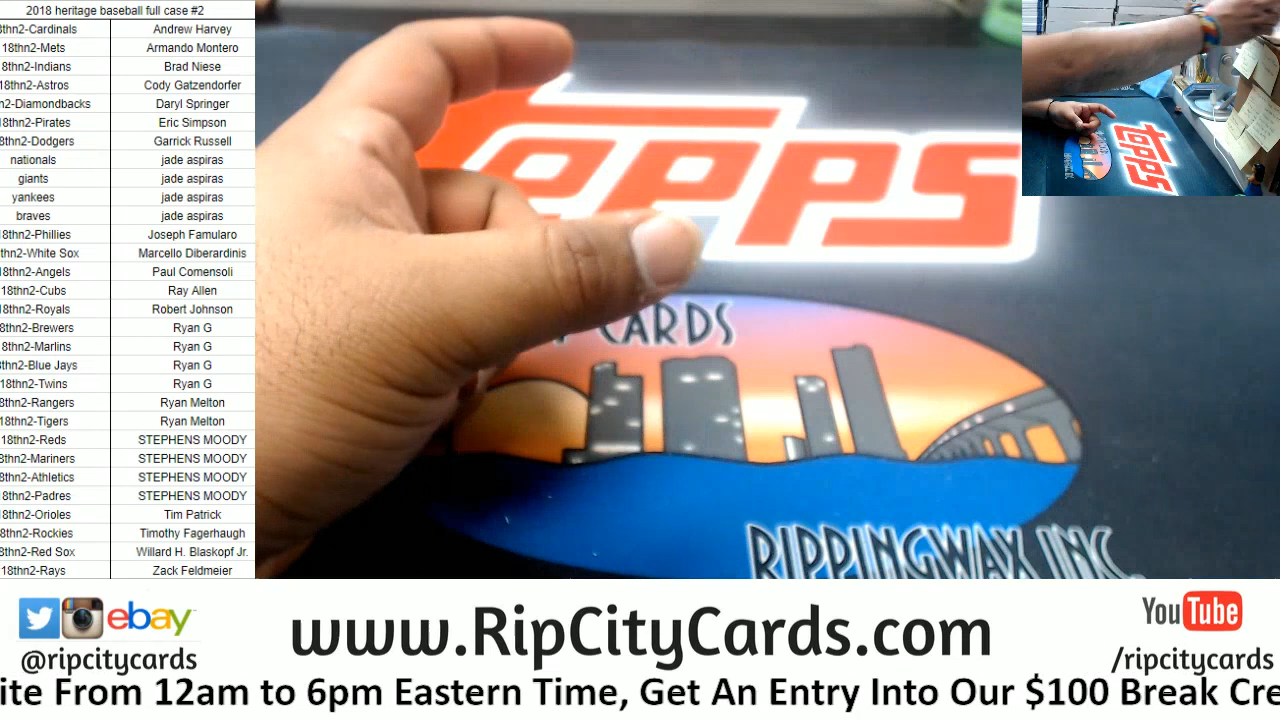 2018 heritage baseball full case #2
8thn2-Cardinals Andrew Harvey
18thn2-Mets Armando Montero
8thn2-Indians Brad Niese
18thn2-Astros Cody Gatzendorfer
n2-Diamondbacks Daryl Springer
18thn2-Pirates Eric Simpson
8thn2-Dodgers Garrick Russell
nationals jade aspiras
giants jade aspiras
yankees jade aspiras
braves jade aspiras
8thn2-Phillies Joseph Famularo
thn2-White Sox Marcello Diberardinis
18thn2-Angels Paul Comensoli
18thn2-Cubs Ray Allen
18thn2-Royals Robert Johnson
8thn2-Brewers Ryan G
8thn2-Marlins Ryan G
thn2-Blue Jays Ryan G
18thn2-Twins Ryan G
8thn2-Rangers Ryan Melton
18thn2-Tigers Ryan Melton
18thn2-Reds STEPHENS MOODY
8thn2-Mariners STEPHENS MOODY
8thn2-Athletics STEPHENS MOODY
8thn2-Padres STEPHENS MOODY
18thn2-Orioles Tim Patrick
8thn2-Rockies Timothy Fagerhaugh
8thn2-Red Sox Willard H. Blaskopf Jr.
18thn2-Rays Zack Feldmeier
Topps
CARDS
RIPPINGWAX INC.
Topps
ebay
@ripcitycards
www.RipCityCards.com
YouTube
/ripcitycards
ite From 12am to 6pm Eastern Time, Get An Entry Into Our $100 Break Cre